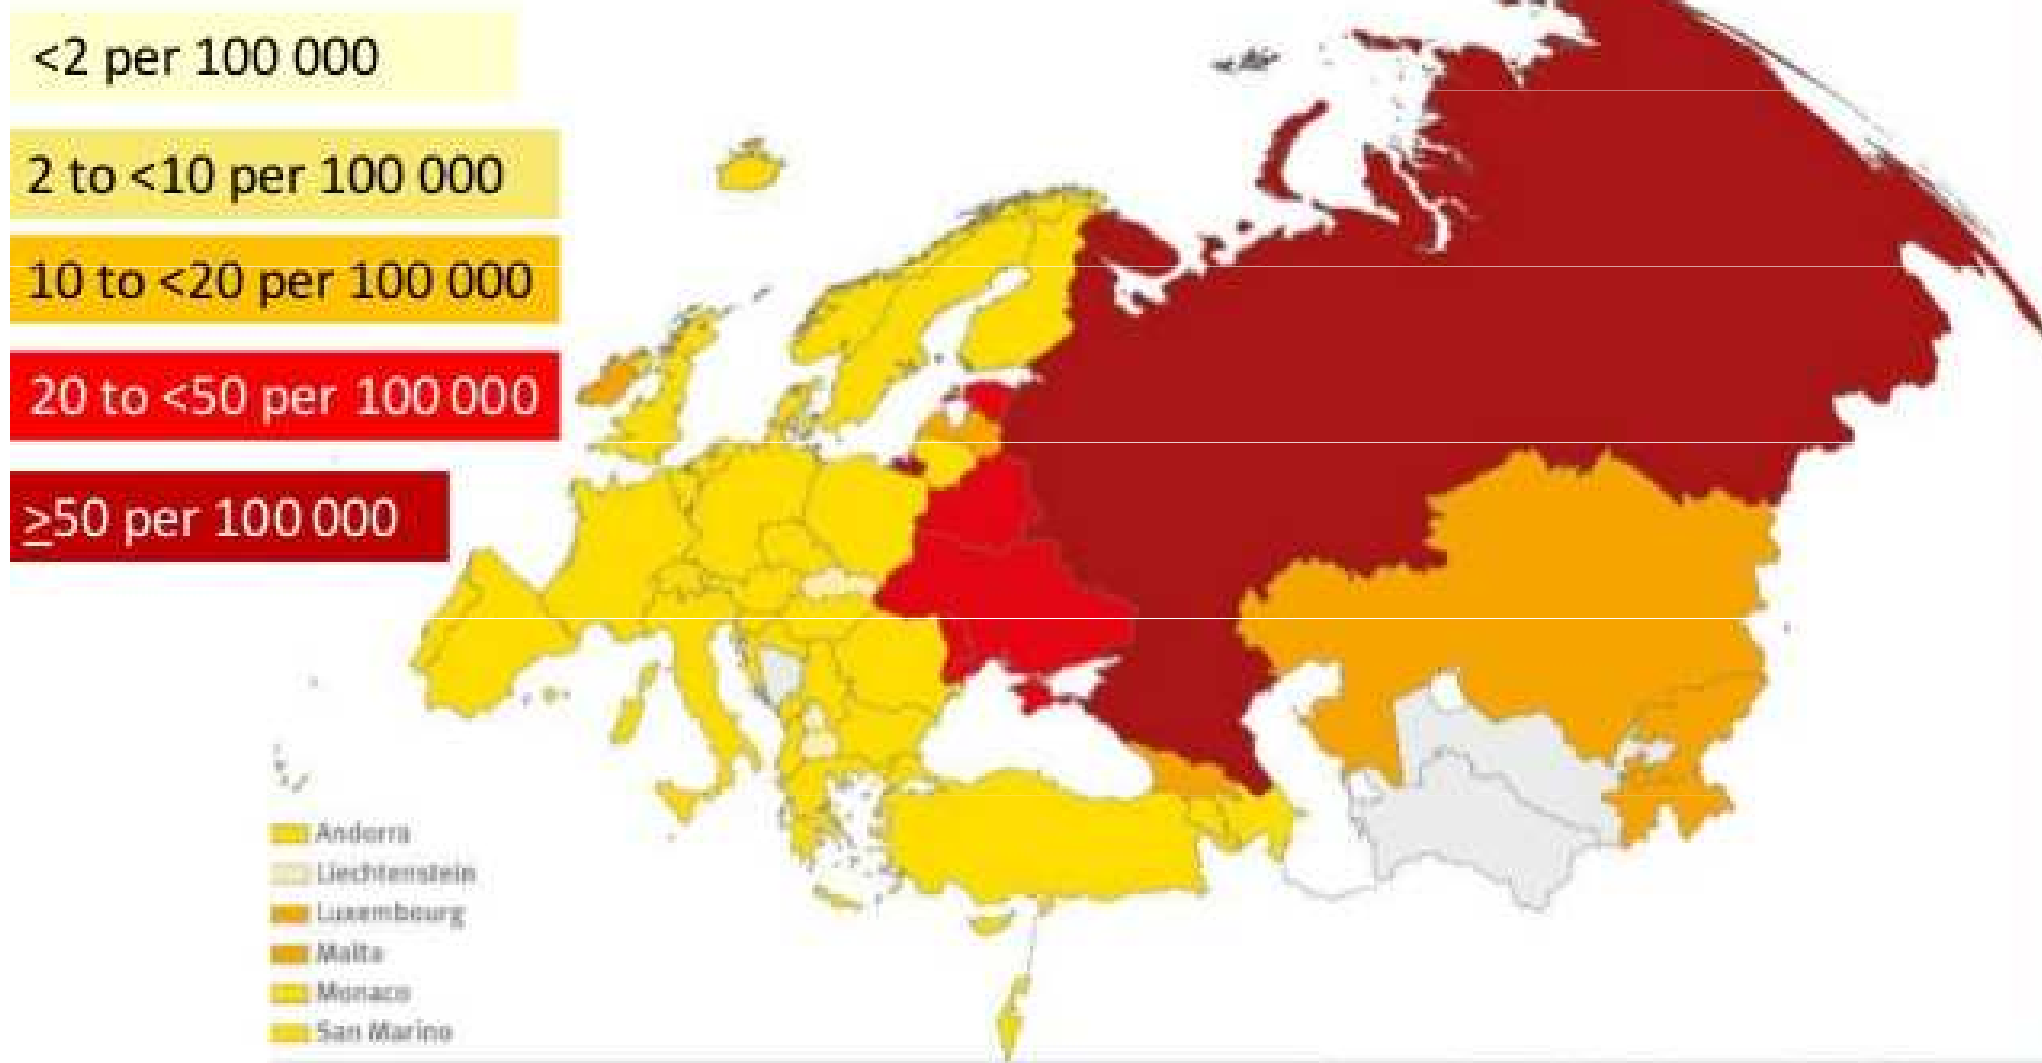 <2 per 100 000
2 to <10 per 100 000
10 to <20 per 100 000
20 to <50 per 100 000
≥50 per 100 000
Andorra
Liechtenstein
Luxembourg
Malta
Monaco
San Marino